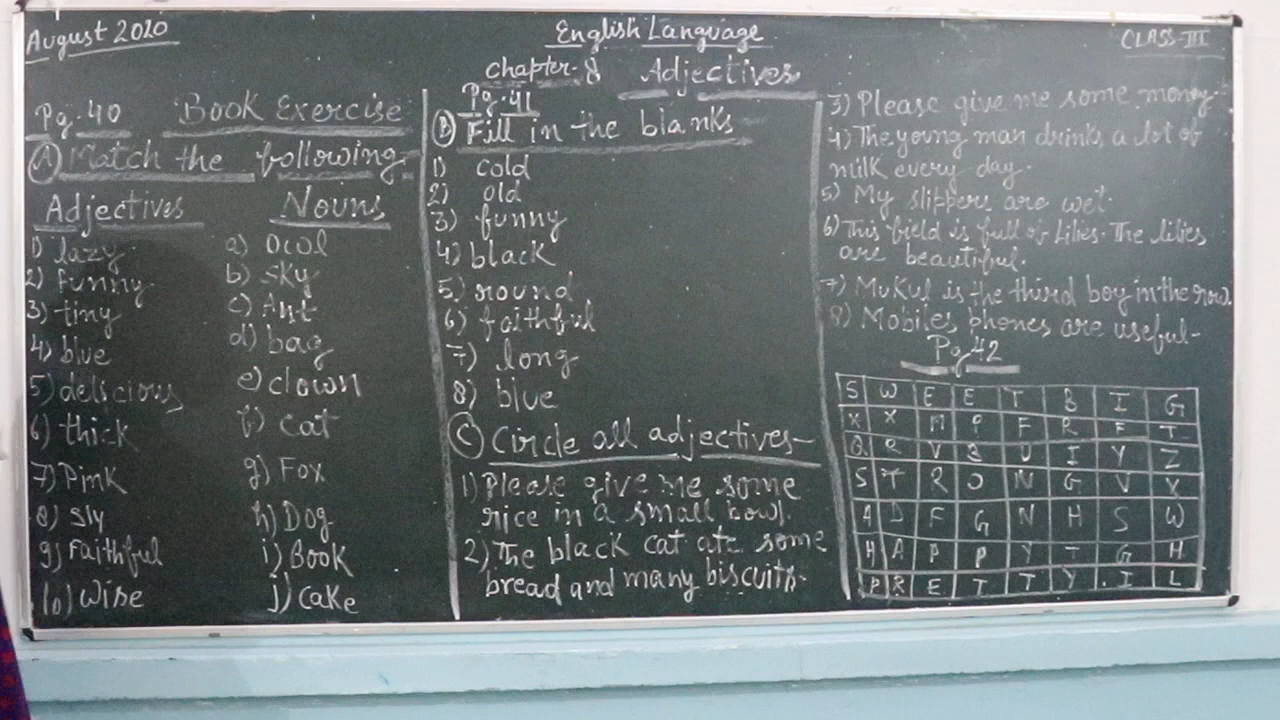 August 2020
English Language
CLASS-III
Chapter-8 Adjectives
Pg. 40 Book Exercise
(A) Match the following.
Adjectives Nouns
1) lazy a) Owl
2) funny b) Sky
3) tiny c) Ant
4) blue d) bag
5) delscious e) clown
6) thick f) Cat
7) Pink g) Fox
8) Sly h) Dog
9) Faithful i) Book
10) Wise j) Cake
Pg. 41
(B) Fill in the blanks
1) cold
2) old
3) funny
4) black
5) round
6) faithful
7) long
8) blue
(C) Circle all adjectives-
1) Please give me some
rice in a small bowl.
2) The black cat ate some
bread and many biscuits.
3) Please give me some money.
4) The young man drinks a lot of
milk every day.
5) My slippers are wet.
6) This field is full of Lilies. The lilies
are beautiful.
7) Mukul is the third boy in the row.
8) Mobiles phones are useful-
Pg 42
S W E E T B I G
X X M P F R F T
Q R V B U I Y Z
S T R O N G V X
A D F G N H S W
H A P P Y T G H
P R E T T Y . I L